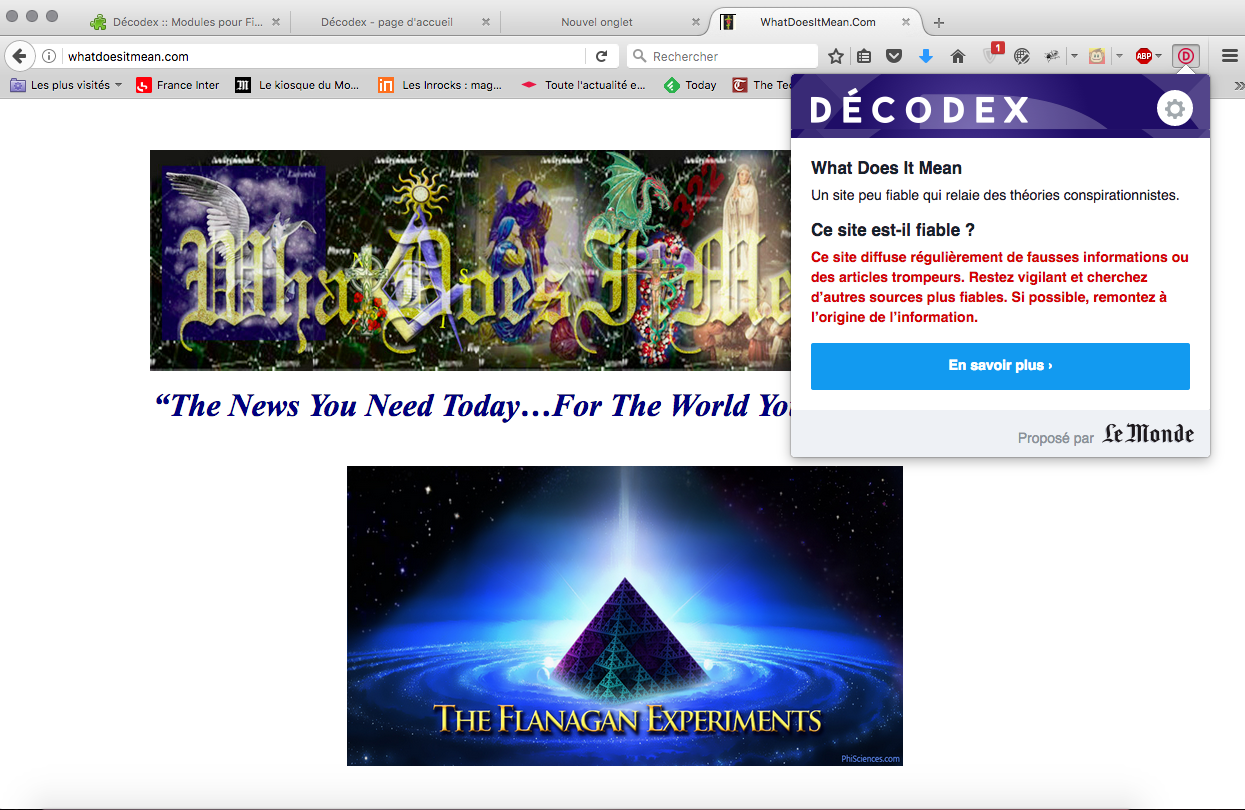 Décodex :: Modules pour Fi...
Décodex - page d'accueil
Nouvel onglet
WhatDoesItMean.Com
whatdoesitmean.com
Rechercher
1
ABP
D
Les plus visités
France Inter
M
Le kiosque du Mo...
in
Les Inrocks : mag...
Toute l'actualité e...
Today
The Tec
DÉCODEX
What Does It Mean
Un site peu fiable qui relaie des théories conspirationnistes.
Ce site est-il fiable ?
Ce site diffuse régulièrement de fausses informations ou
des articles trompeurs. Restez vigilant et cherchez
d’autres sources plus fiables. Si possible, remontez à
l’origine de l’information.
En savoir plus ›
Proposé par Le Monde
322
What Does It Me
“The News You Need Today…For The World Yo
THE FLANAGAN EXPERIMENTS
PhiSciences.com